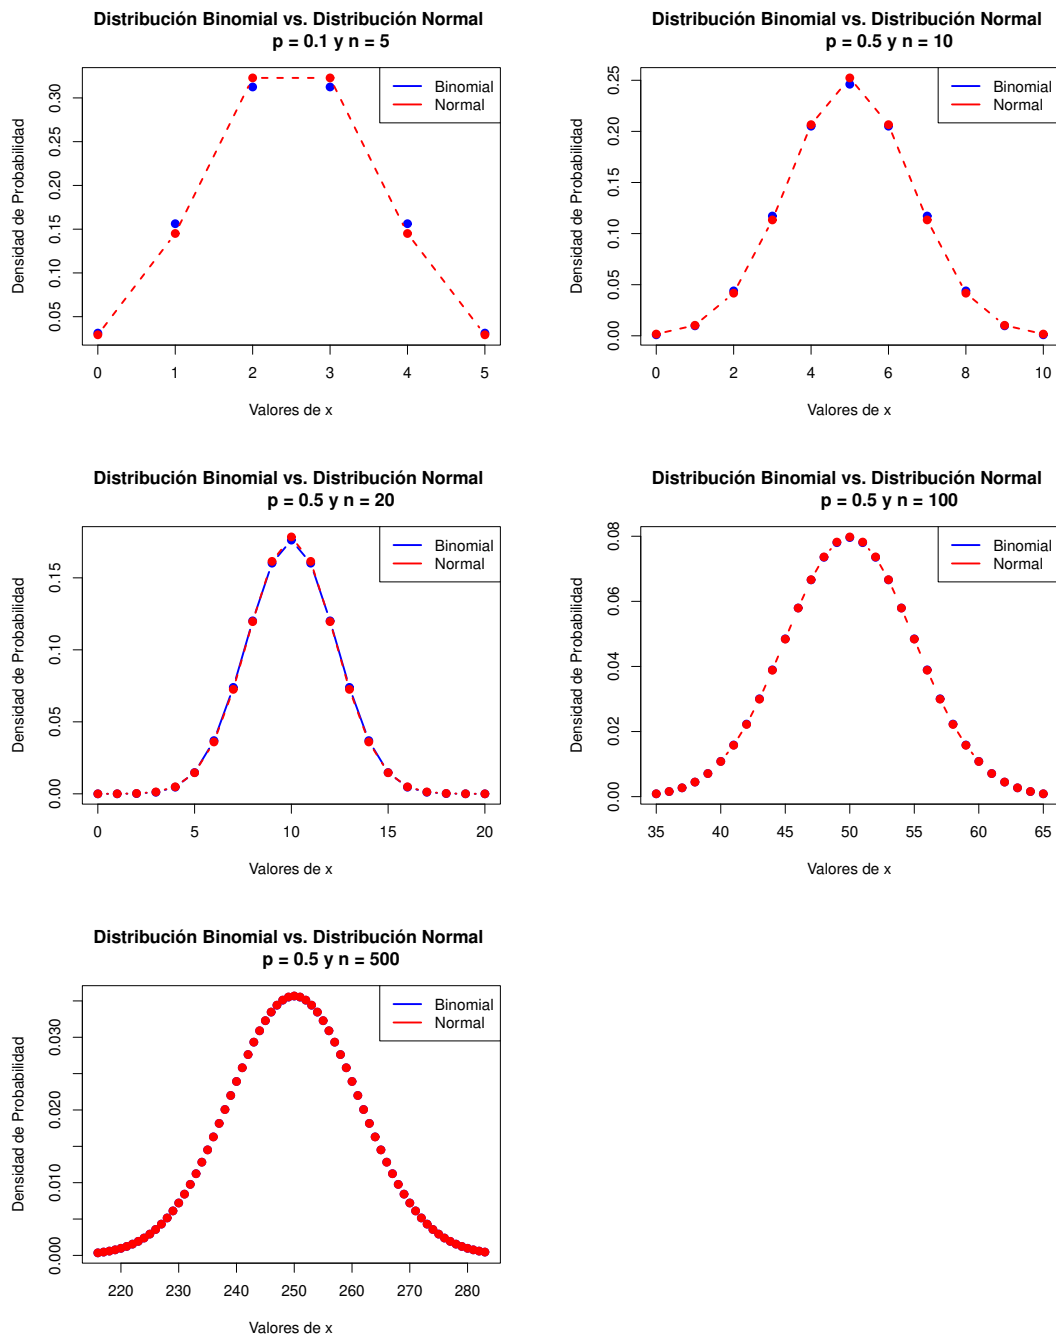 Distribución Binomial vs. Distribución Normal
p = 0.1 y n = 5
Densidad de Probabilidad
0.30
0.25
0.20
0.15
0.10
0.05
Binomial
Normal
0 1 2 3 4 5
Valores de x
Distribución Binomial vs. Distribución Normal
p = 0.5 y n = 10
Densidad de Probabilidad
0.25
0.20
0.15
0.10
0.05
0.00
Binomial
Normal
0 2 4 6 8 10
Valores de x
Distribución Binomial vs. Distribución Normal
p = 0.5 y n = 20
Densidad de Probabilidad
0.15
0.10
0.05
0.00
Binomial
Normal
0 5 10 15 20
Valores de x
Distribución Binomial vs. Distribución Normal
p = 0.5 y n = 100
Densidad de Probabilidad
0.08
0.06
0.04
0.02
0.00
Binomial
Normal
35 40 45 50 55 60 65
Valores de x
Distribución Binomial vs. Distribución Normal
p = 0.5 y n = 500
Densidad de Probabilidad
0.030
0.020
0.010
0.000
Binomial
Normal
220 230 240 250 260 270 280
Valores de x